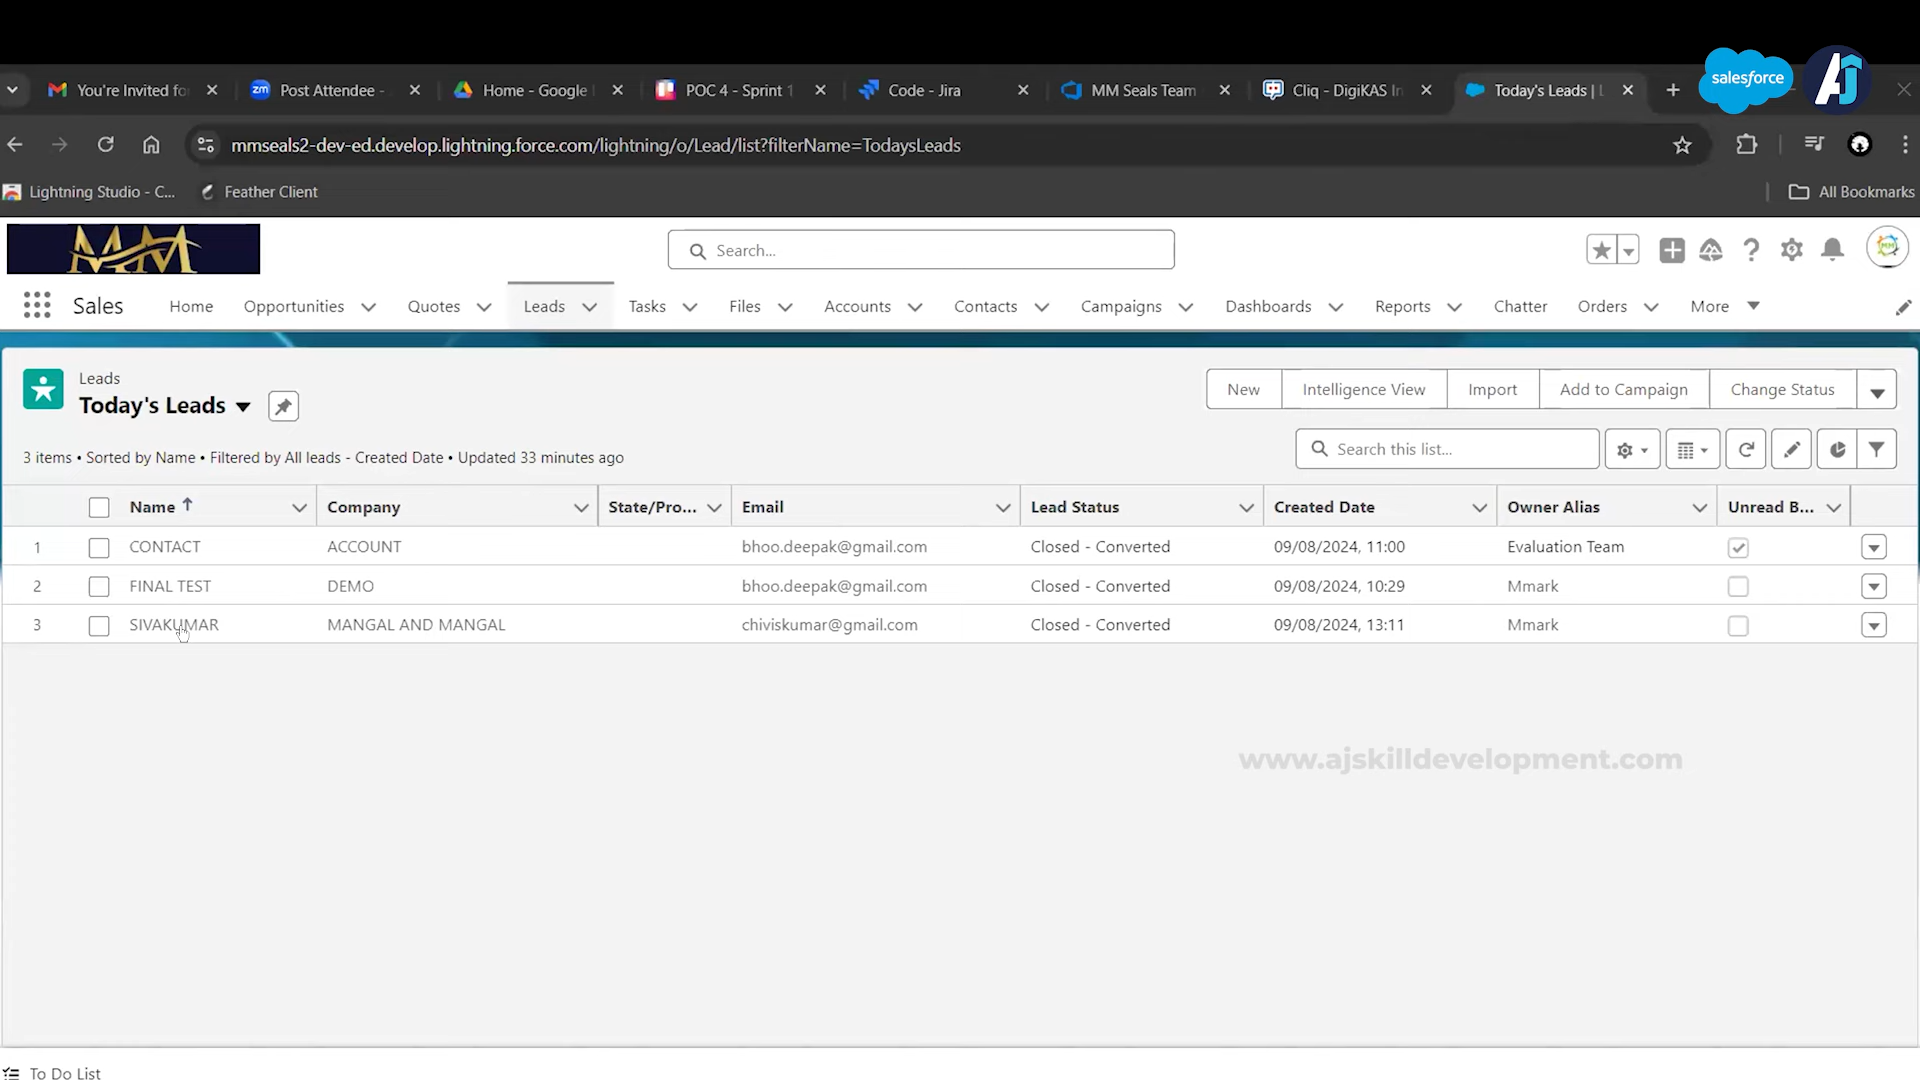 salesforce
AJ
You're Invited fo
zm Post Attendee -
Home - Google
POC 4 - Sprint 1
Code - Jira
MM Seals Team
Cliq - DigiKAS In
Today's Leads | L
mmseals2-dev-ed.develop.lightning.force.com/lightning/o/Lead/list?filterName=TodaysLeads
Lightning Studio - C... Feather Client All Bookmarks
MM
Search...
Sales Home Opportunities Quotes Leads Tasks Files Accounts Contacts Campaigns Dashboards Reports Chatter Orders More
Leads
Today's Leads
New Intelligence View Import Add to Campaign Change Status
3 items • Sorted by Name • Filtered by All leads - Created Date • Updated 33 minutes ago
Search this list...
Name Company State/Pro... Email Lead Status Created Date Owner Alias Unread B...
1 CONTACT ACCOUNT bhoo.deepak@gmail.com Closed - Converted 09/08/2024, 11:00 Evaluation Team
2 FINAL TEST DEMO bhoo.deepak@gmail.com Closed - Converted 09/08/2024, 10:29 Mmark
3 SIVAKUMAR MANGAL AND MANGAL chiviskumar@gmail.com Closed - Converted 09/08/2024, 13:11 Mmark
www.ajskilldevelopment.com
To Do List